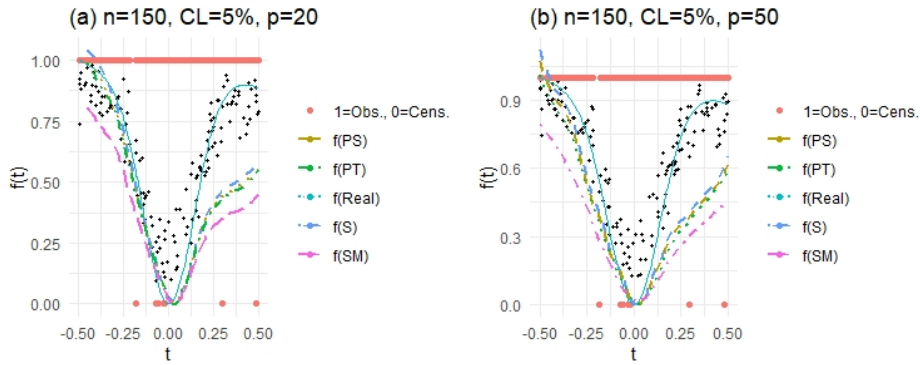 (a) n=150, CL=5%, p=20
1.00
0.75
0.50
0.25
0.00
f(t)
-0.50 -0.25 0.00 0.25 0.50
t
1=Obs., 0=Cens.
f(PS)
f(PT)
f(Real)
f(S)
f(SM)
(b) n=150, CL=5%, p=50
0.9
0.6
0.3
0.0
f(t)
-0.50 -0.25 0.00 0.25 0.50
t
1=Obs., 0=Cens.
f(PS)
f(PT)
f(Real)
f(S)
f(SM)